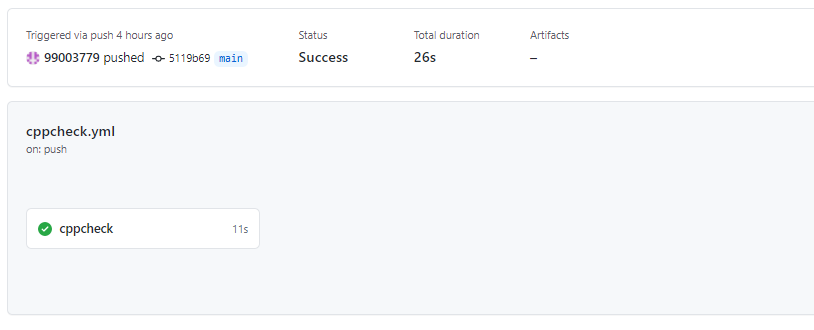 Triggered via push 4 hours ago
99003779 pushed 5119b69 main
Status
Success
Total duration
26s
Artifacts
–
cppcheck.yml
on: push
cppcheck 11s